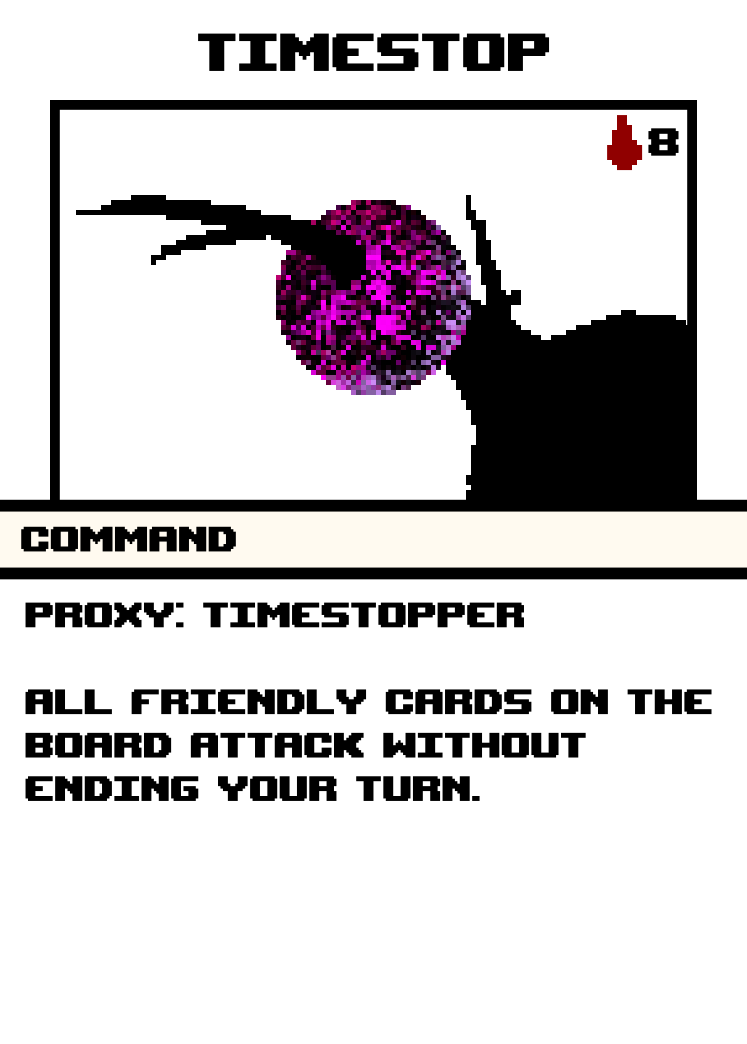 TIMESTOP
8
COMMAND
PROXY: TIMESTOPPER
ALL FRIENDLY CARDS ON THE
BOARD ATTACK WITHOUT
ENDING YOUR TURN.